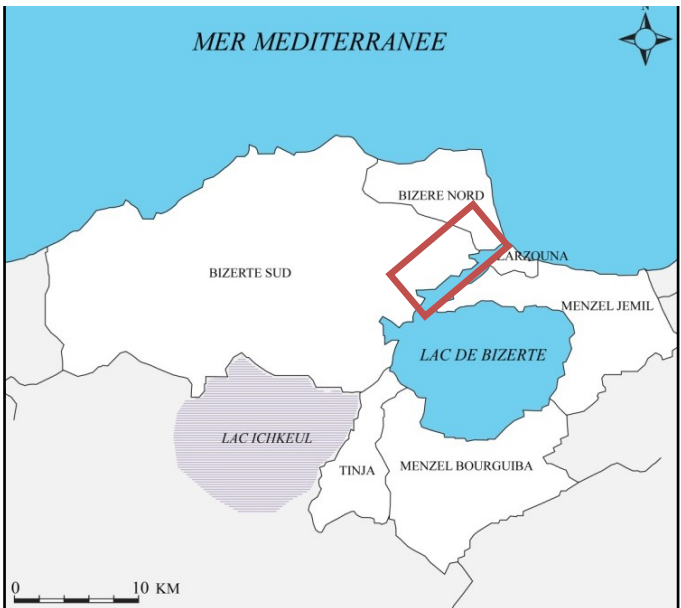 N
MER MEDITERRANEE
BIZERE NORD
ZARZOUNA
BIZERTE SUD
MENZEL JEMIL
LAC DE BIZERTE
LAC ICHKEUL
TINJA
MENZEL BOURGUIBA
0 10 KM